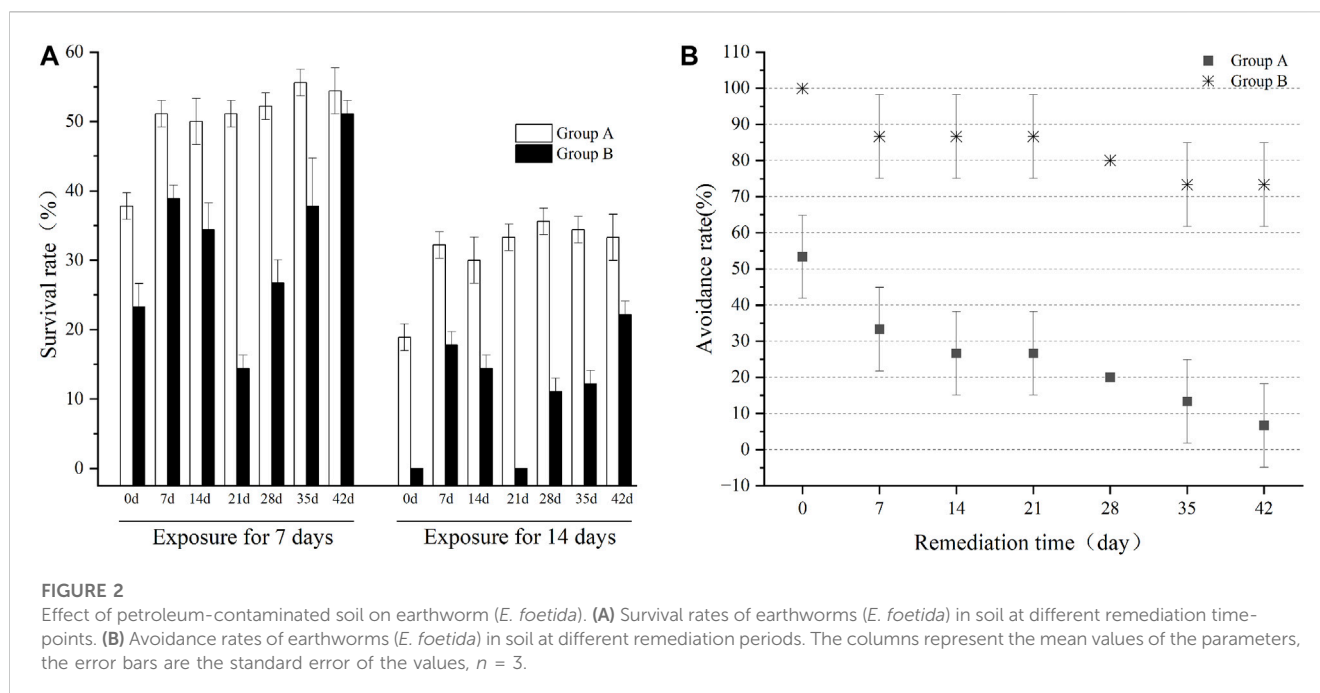 A
60
50
40
30
20
10
0
Survival rate (%)
Group A
Group B
0d 7d 14d 21d 28d 35d 42d 0d 7d 14d 21d 28d 35d 42d
Exposure for 7 days Exposure for 14 days
B
110
100
90
80
70
60
50
40
30
20
10
0
−10
Avoidance rate(%)
Group A
Group B
0 7 14 21 28 35 42
Remediation time（day）
FIGURE 2
Effect of petroleum-contaminated soil on earthworm (E. foetida). (A) Survival rates of earthworms (E. foetida) in soil at different remediation time-
points. (B) Avoidance rates of earthworms (E. foetida) in soil at different remediation periods. The columns represent the mean values of the parameters,
the error bars are the standard error of the values, n = 3.